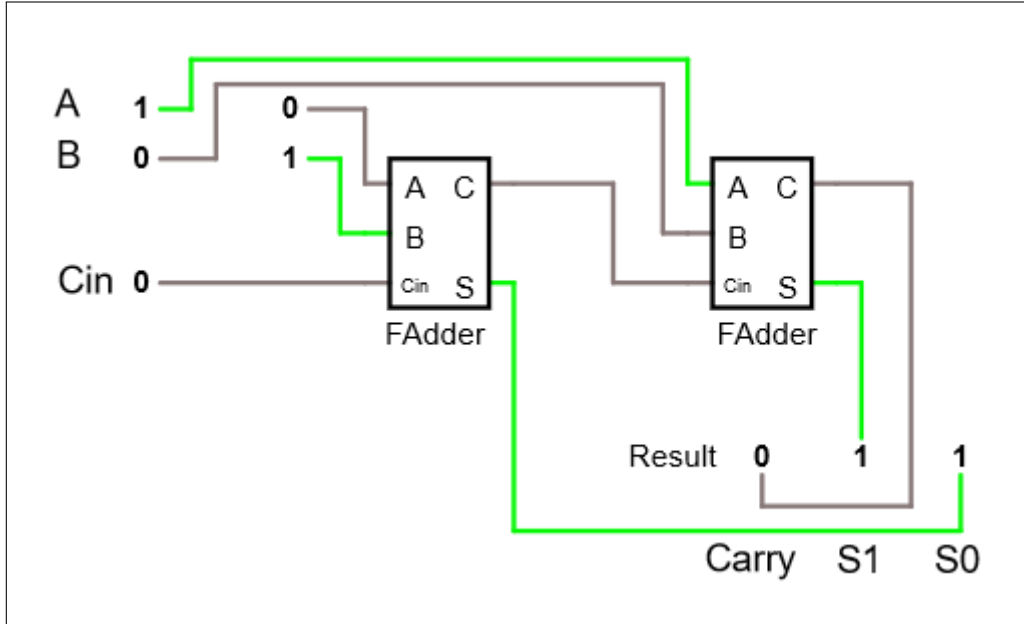 A 1 0
B 0 1
A C
B
Cin S
FAdder
A C
B
Cin S
FAdder
Cin 0
Result 0 1 1
Carry S1 S0